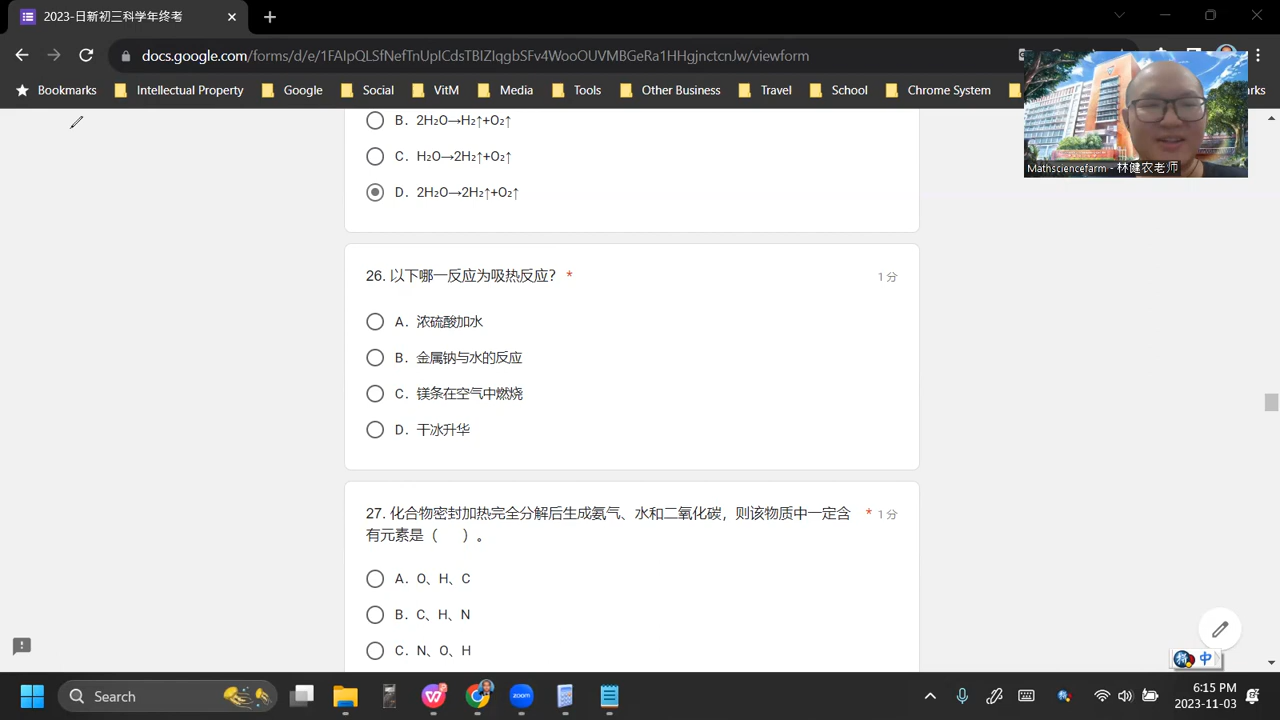 2023-日新初三科学年终考
docs.google.com/forms/d/e/1FAIpQLSfNefTnUpICdsTBIZIqqbSFv4WooOUVMBGeRa1HHgjnctcnJw/viewform
Bookmarks
Intellectual Property
Google
Social
VitM
Media
Tools
Other Business
Travel
School
Chrome System
B. 2H₂O→H₂↑+O₂↑
C. H₂O→2H₂↑+O₂↑
D. 2H₂O→2H₂↑+O₂↑
Mathsciencefarm - 林健农老师
26. 以下哪一反应为吸热反应? *
1 分
A. 浓硫酸加水
B. 金属钠与水的反应
C. 镁条在空气中燃烧
D. 干冰升华
27. 化合物密封加热完全分解后生成氨气、水和二氧化碳，则该物质中一定含 * 1 分
有元素是（ ）。
A. O、H、C
B. C、H、N
C. N、O、H
中
Search
6:15 PM
2023-11-03